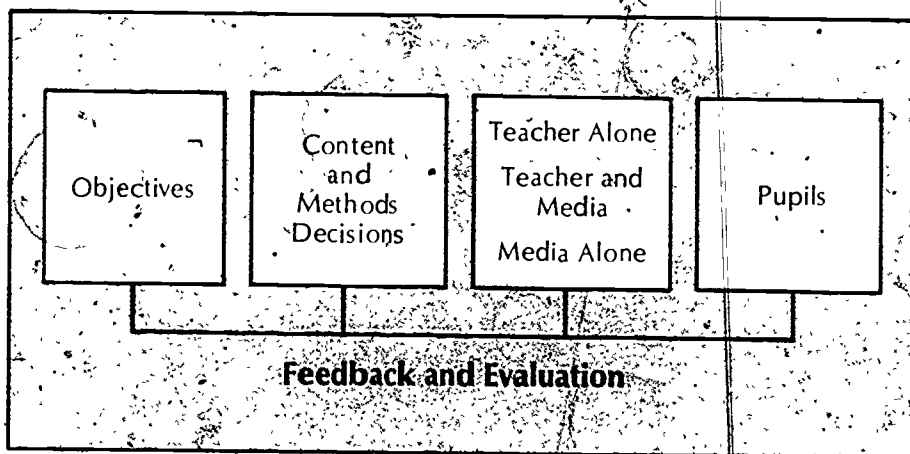 Objectives
Content
and
Methods
Decisions
Teacher Alone
Teacher and
Media
Media Alone
Pupils
Feedback and Evaluation